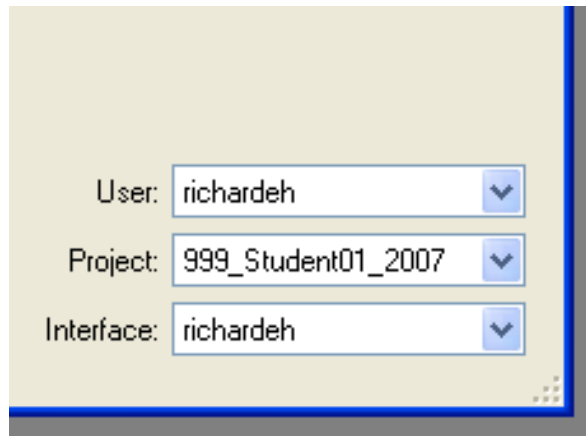 User: richardeh
Project: 999_Student01_2007
Interface: richardeh